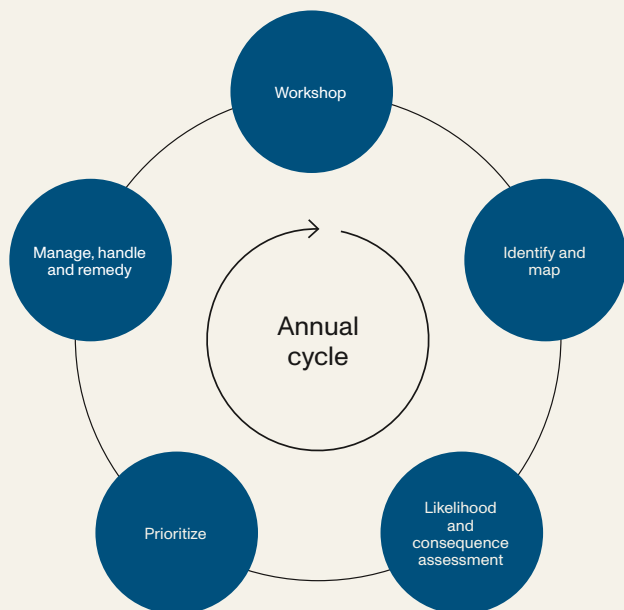 Workshop
Identify and
map
Likelihood
and
consequence
assessment
Prioritize
Manage, handle
and remedy
Annual
cycle